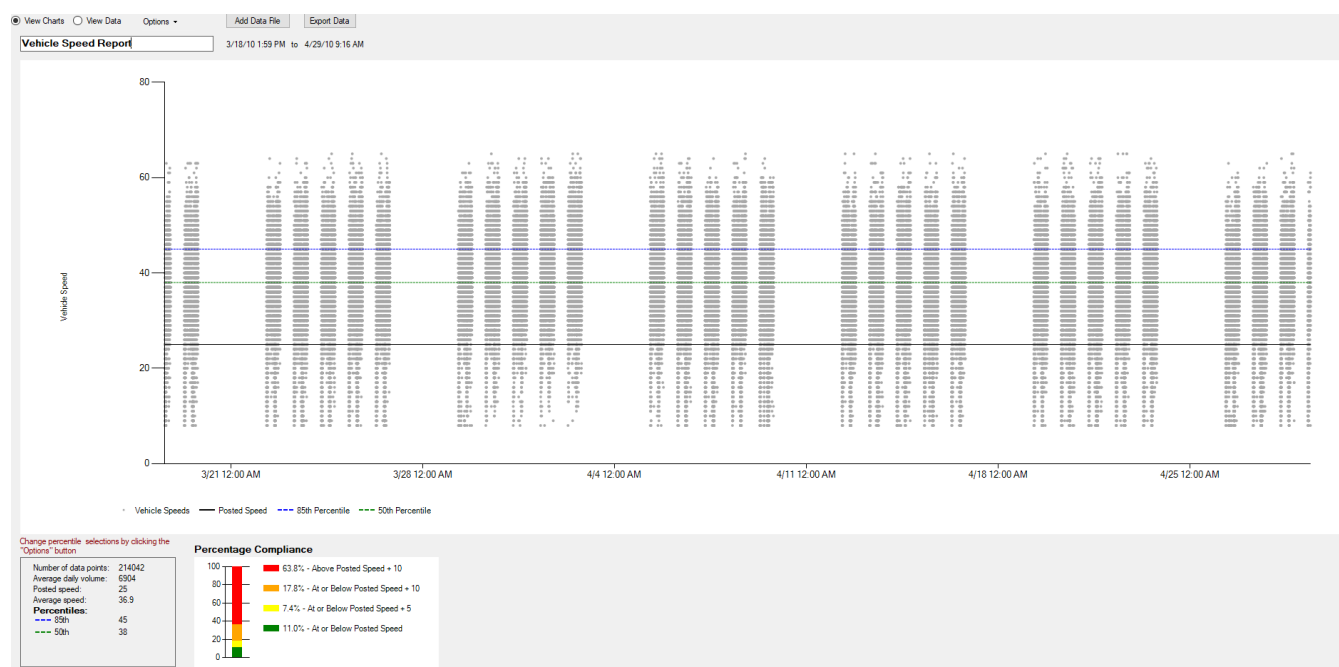 View Charts View Data Options Add Data File Export Data
Vehicle Speed Report 3/18/10 1:59 PM to 4/29/10 9:16 AM
80
60
40
20
0
Vehicle Speed
3/21 12:00 AM 3/28 12:00 AM 4/4 12:00 AM 4/11 12:00 AM 4/18 12:00 AM 4/25 12:00 AM
Vehicle Speeds Posted Speed 85th Percentile 50th Percentile
Change percentile selections by clicking the
"Options" button
Number of data points: 214042
Average daily volume: 6904
Posted speed: 25
Average speed: 36.9
Percentiles:
85th 45
50th 38
Percentage Compliance
100
80
60
40
20
0
63.8% - Above Posted Speed + 10
17.8% - At or Below Posted Speed + 10
7.4% - At or Below Posted Speed + 5
11.0% - At or Below Posted Speed